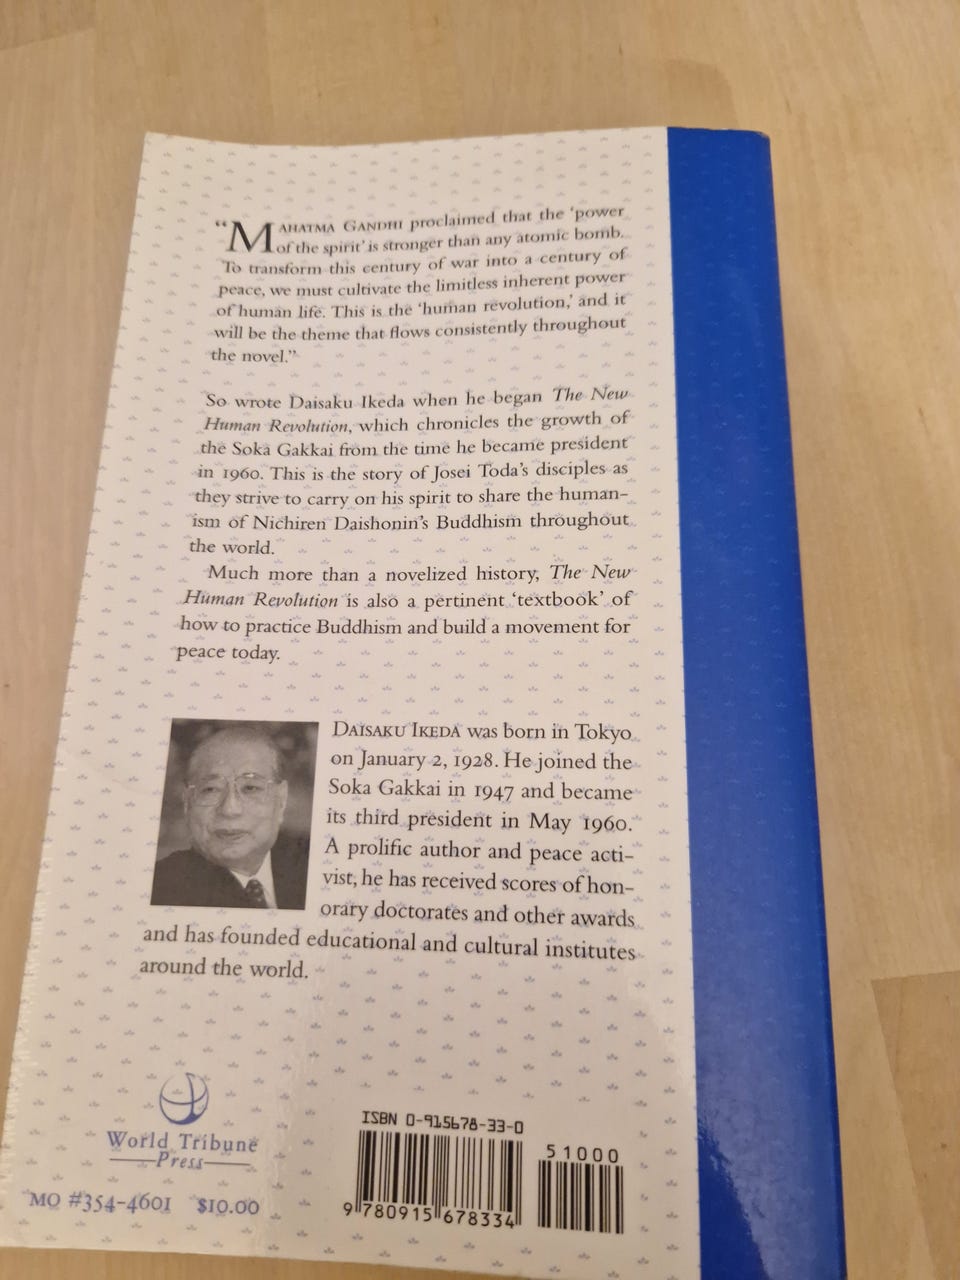 “MAHATMA GANDHI proclaimed that the ‘power
of the spirit’ is stronger than any atomic bomb.
To transform this century of war into a century of
peace, we must cultivate the limitless inherent power
of human life. This is the ‘human revolution,’ and it
will be the theme that flows consistently throughout
the novel.”
So wrote Daisaku Ikeda when he began The New
Human Revolution, which chronicles the growth of
the Soka Gakkai from the time he became president
in 1960. This is the story of Josei Toda’s disciples as
they strive to carry on his spirit to share the human-
ism of Nichiren Daishonin’s Buddhism throughout
the world.
Much more than a novelized history, The New
Human Revolution is also a pertinent ‘textbook’ of
how to practice Buddhism and build a movement for
peace today.
DAISAKU IKEDA was born in Tokyo
on January 2, 1928. He joined the
Soka Gakkai in 1947 and became
its third president in May 1960.
A prolific author and peace acti-
vist, he has received scores of hon-
orary doctorates and other awards
and has founded educational and cultural institutes
around the world.
World Tribune
Press
MO #354-4601 $10.00
ISBN 0-915678-33-0
51000
9 780915 678334